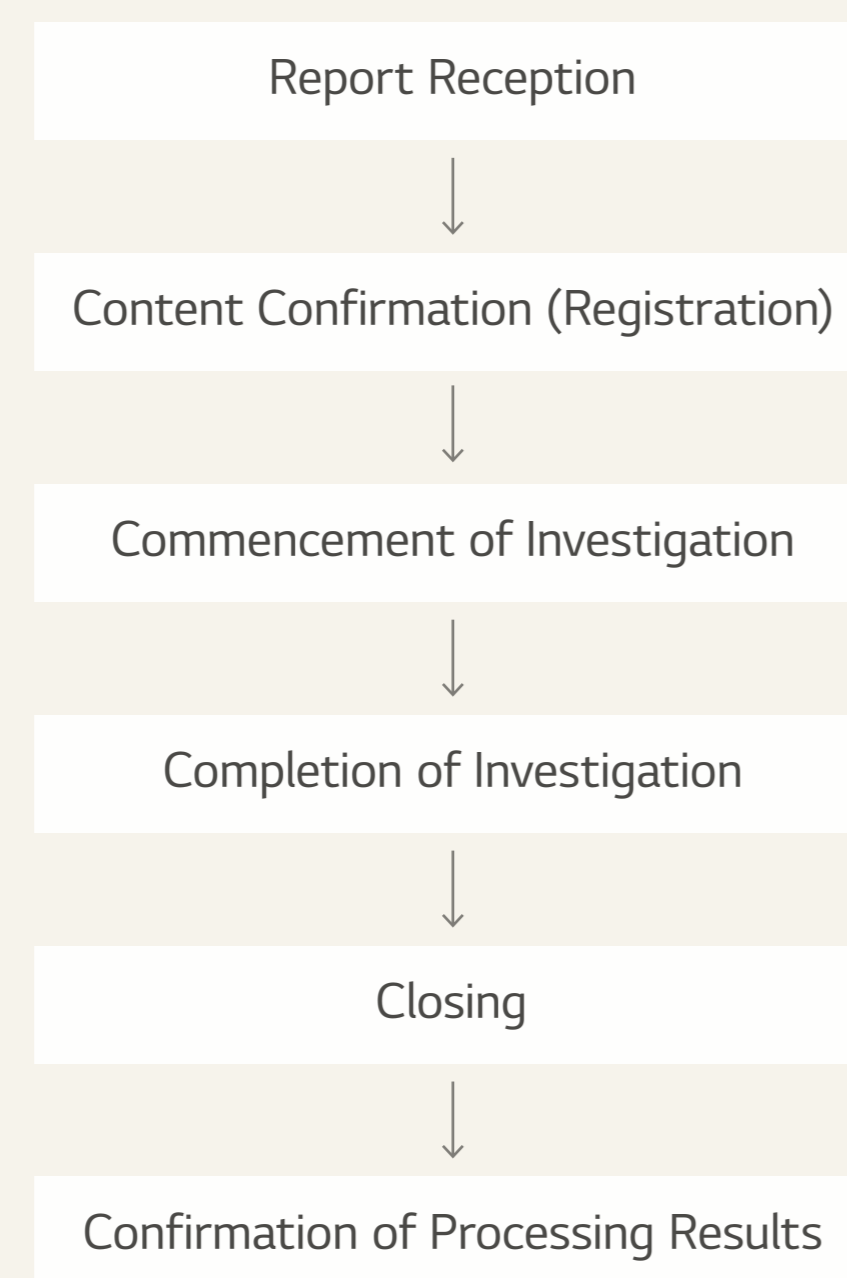 Report Reception
Content Confirmation (Registration)
Commencement of Investigation
Completion of Investigation
Closing
Confirmation of Processing Results